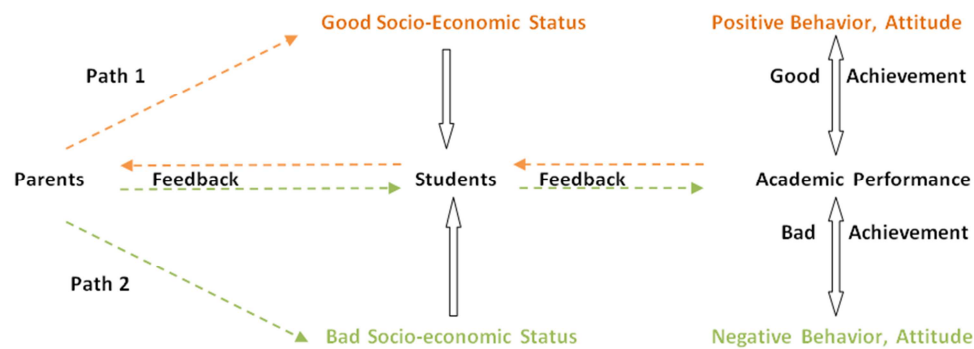 Good Socio-Economic Status
Positive Behavior, Attitude
Path 1
Good Achievement
Parents
Feedback
Students
Feedback
Academic Performance
Bad Achievement
Path 2
Bad Socio-economic Status
Negative Behavior, Attitude